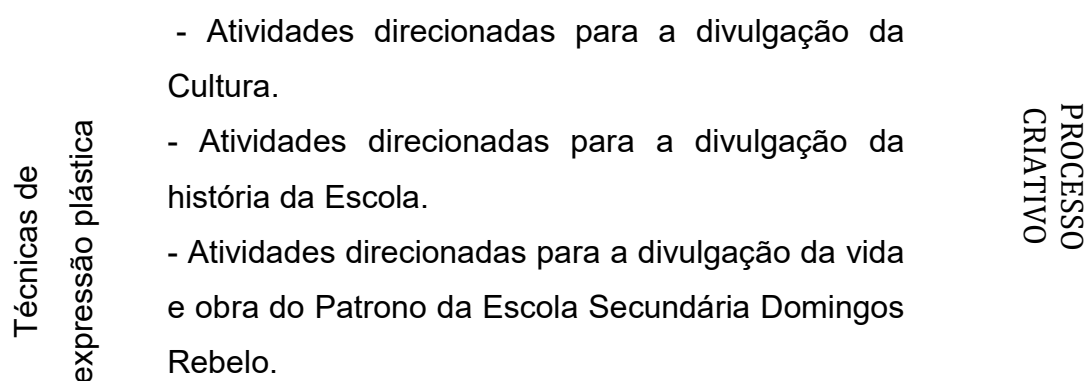 Técnicas de
expressão plástica
- Atividades direcionadas para a divulgação da
Cultura.
- Atividades direcionadas para a divulgação da
história da Escola.
- Atividades direcionadas para a divulgação da vida
e obra do Patrono da Escola Secundária Domingos
Rebelo.
PROCESSO
CRIATIVO